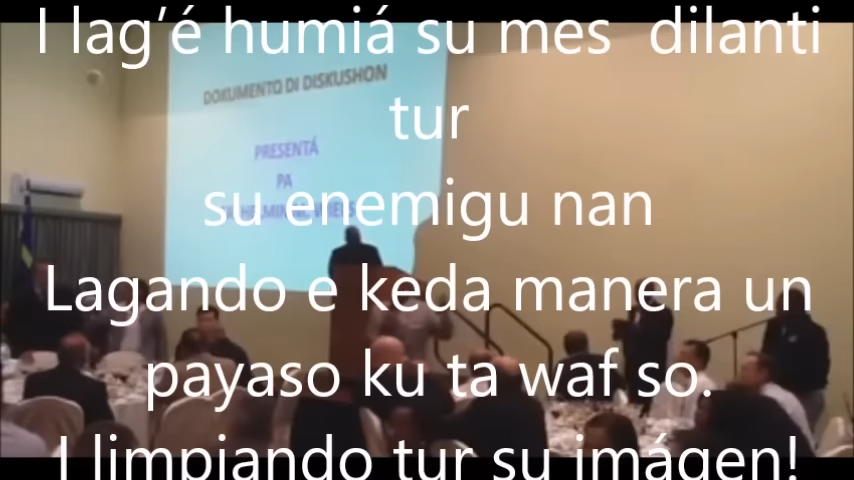 I lag’é humiá su mes dilanti
tur
su enemigu nan
Lagando e keda manera un
payaso ku ta waf so.
I limpiando tur su imágen!
DOKUMENTO DI DISKUSHON
PRESENTÁ
PA